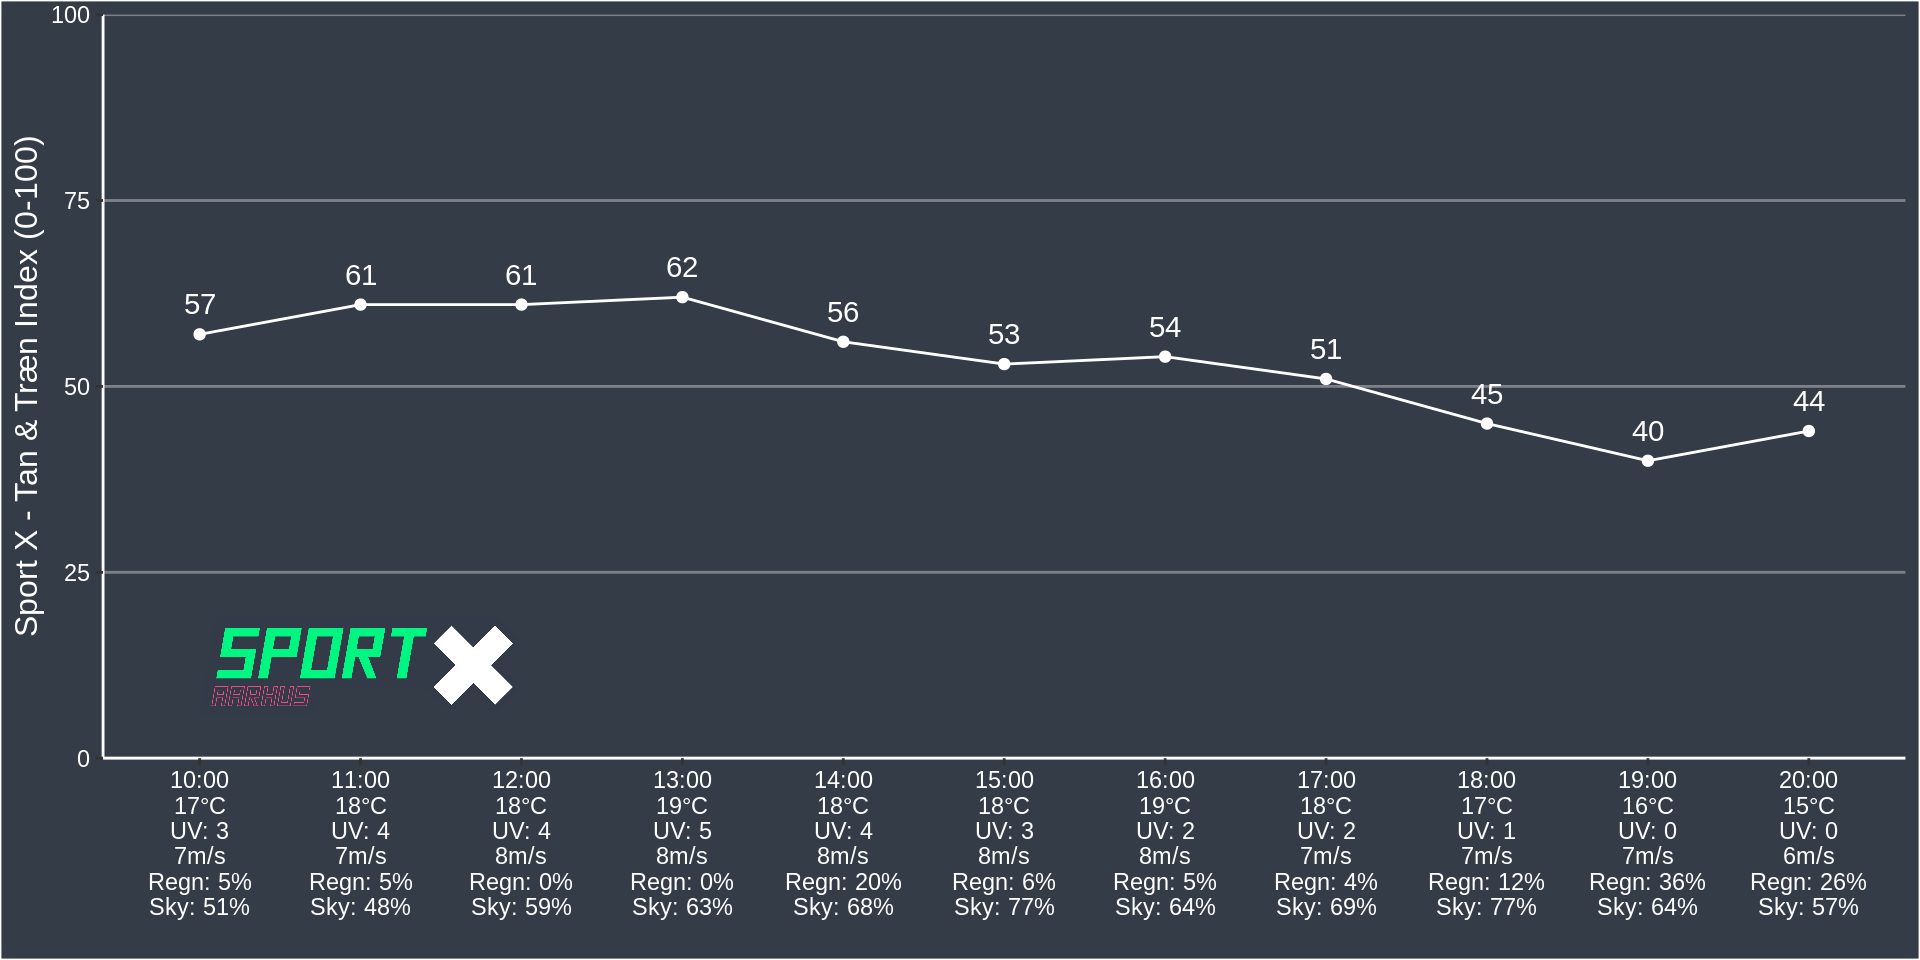 Sport X - Tan & Træn Index (0-100)
100
75
50
25
0
57
61
61
62
56
53
54
51
45
40
44
SPORT X
AARHUS
10:00 11:00 12:00 13:00 14:00 15:00 16:00 17:00 18:00 19:00 20:00
17°C 18°C 18°C 19°C 18°C 18°C 19°C 18°C 17°C 16°C 15°C
UV: 3 UV: 4 UV: 4 UV: 5 UV: 4 UV: 3 UV: 2 UV: 2 UV: 1 UV: 0 UV: 0
7m/s 7m/s 8m/s 8m/s 8m/s 8m/s 8m/s 7m/s 7m/s 7m/s 6m/s
Regn: 5% Regn: 5% Regn: 0% Regn: 0% Regn: 20% Regn: 6% Regn: 5% Regn: 4% Regn: 12% Regn: 36% Regn: 26%
Sky: 51% Sky: 48% Sky: 59% Sky: 63% Sky: 68% Sky: 77% Sky: 64% Sky: 69% Sky: 77% Sky: 64% Sky: 57%